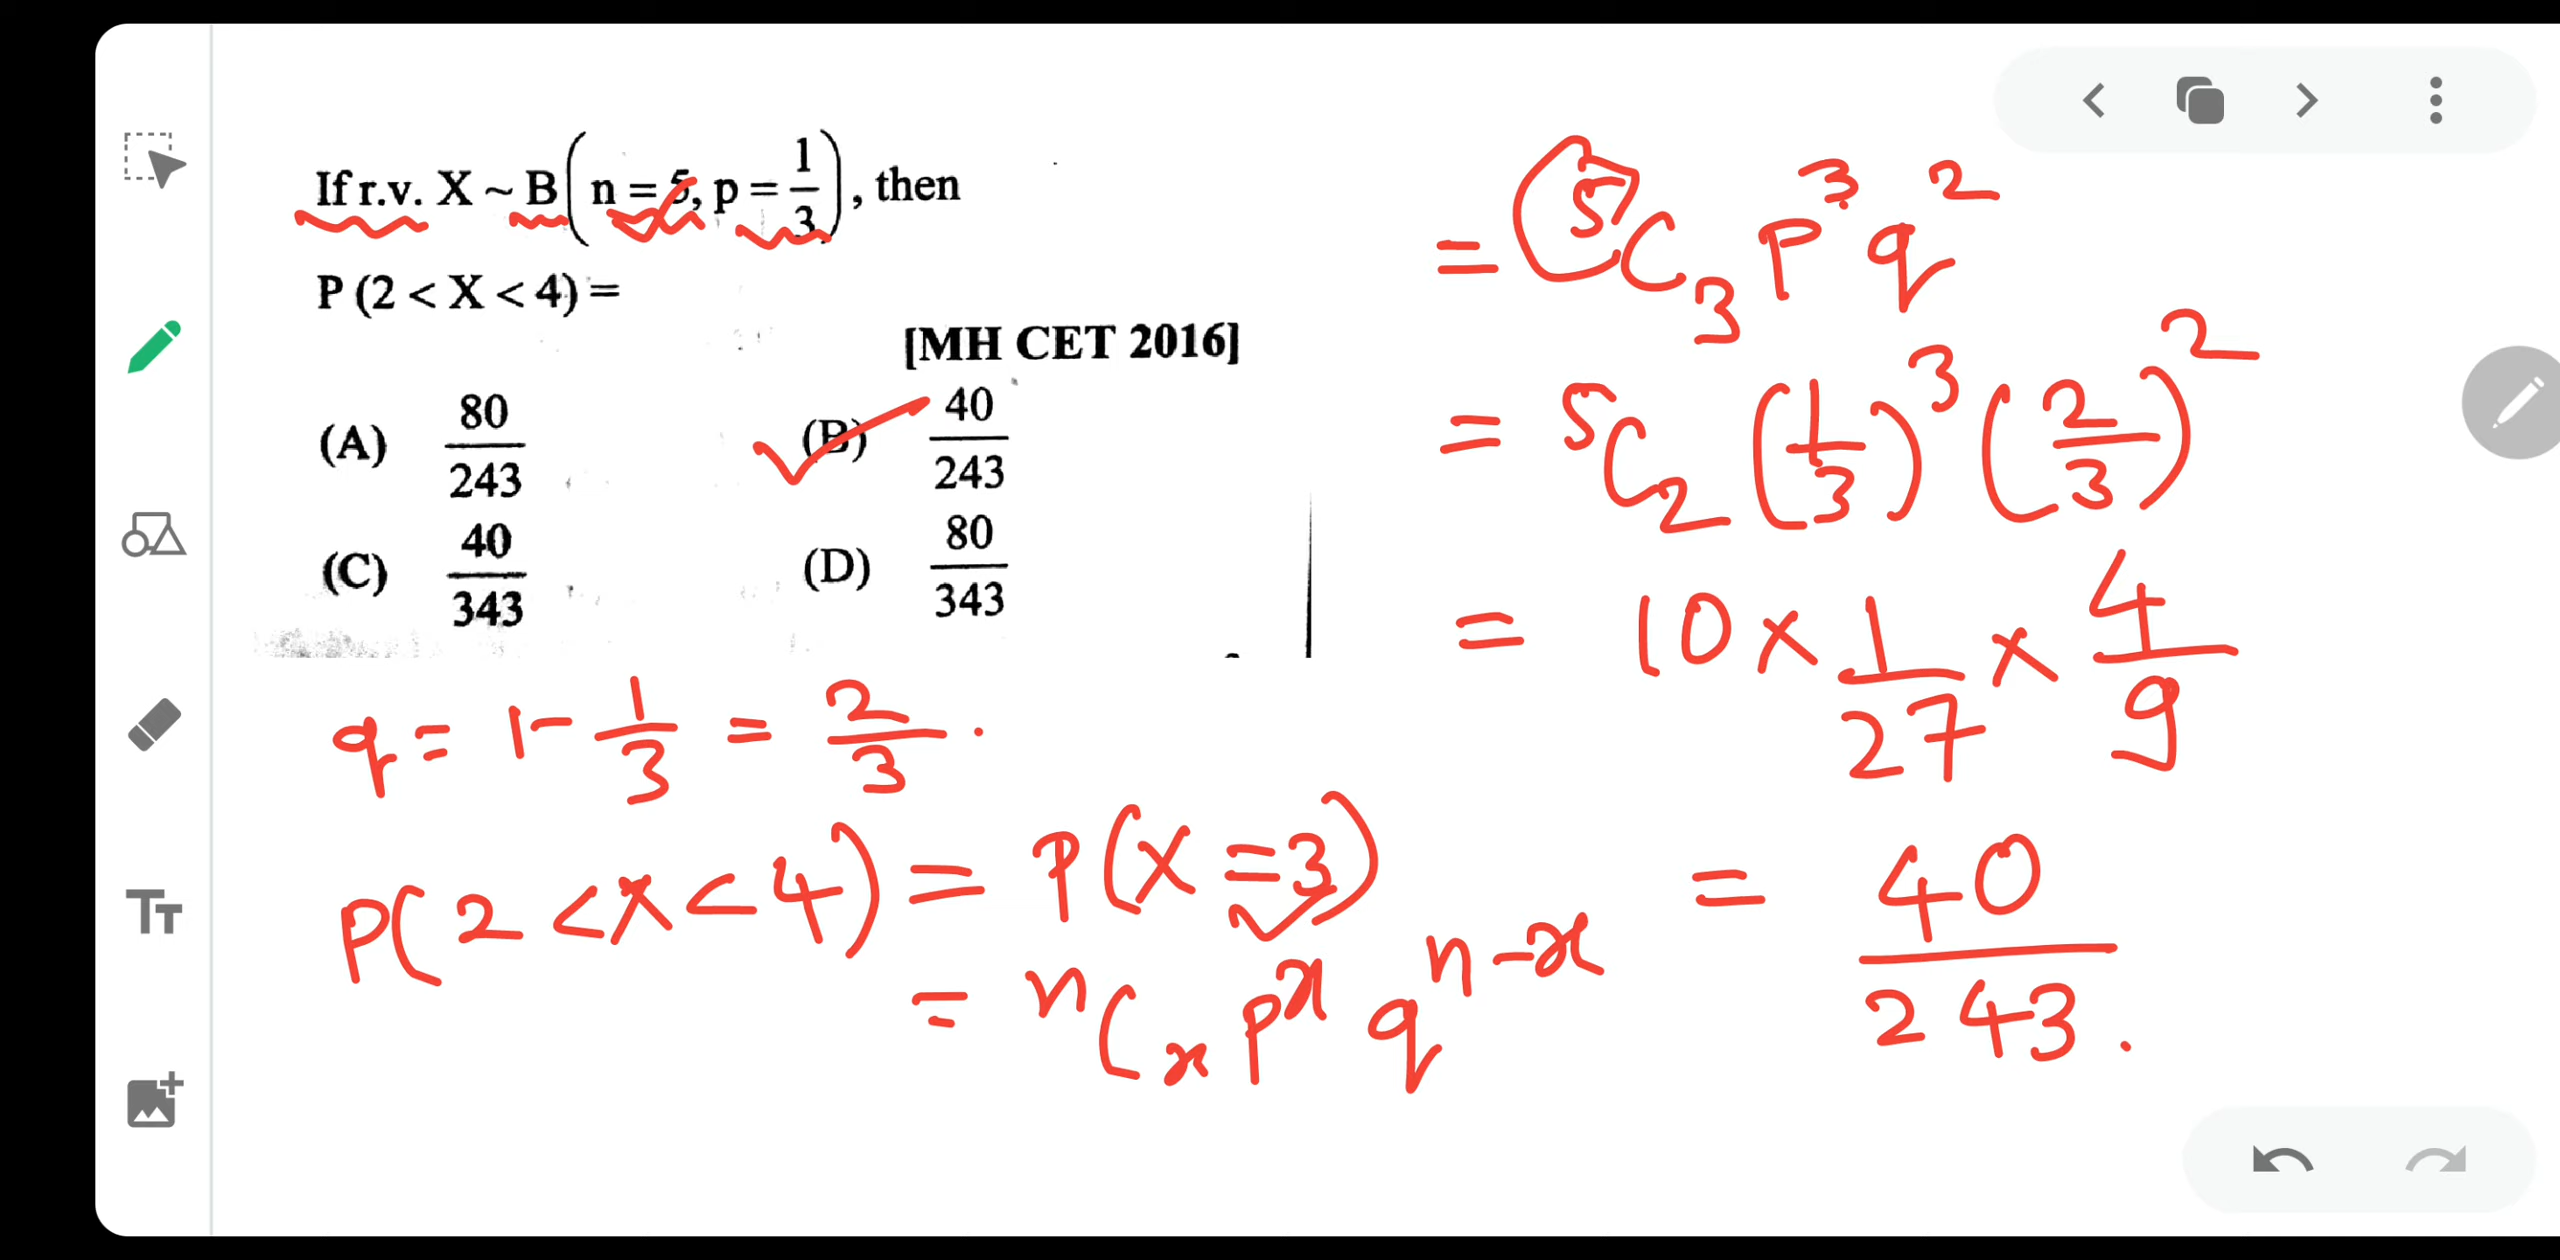 If r.v. X ~ B(n = 5, p = 1/3), then
P (2 < X < 4) =
[MH CET 2016]
(A) 80/243 (B) 40/243
(C) 40/343 (D) 80/343
q = 1 - 1/3 = 2/3 .
P(2 < x < 4) = P(x = 3)
= ⁿCₓ pˣ qⁿ⁻ˣ
= ⁵C₃ p³ q²
= ⁵C₂ (1/3)³ (2/3)²
= 10 × 1/27 × 4/9
= 40/243 .
TT